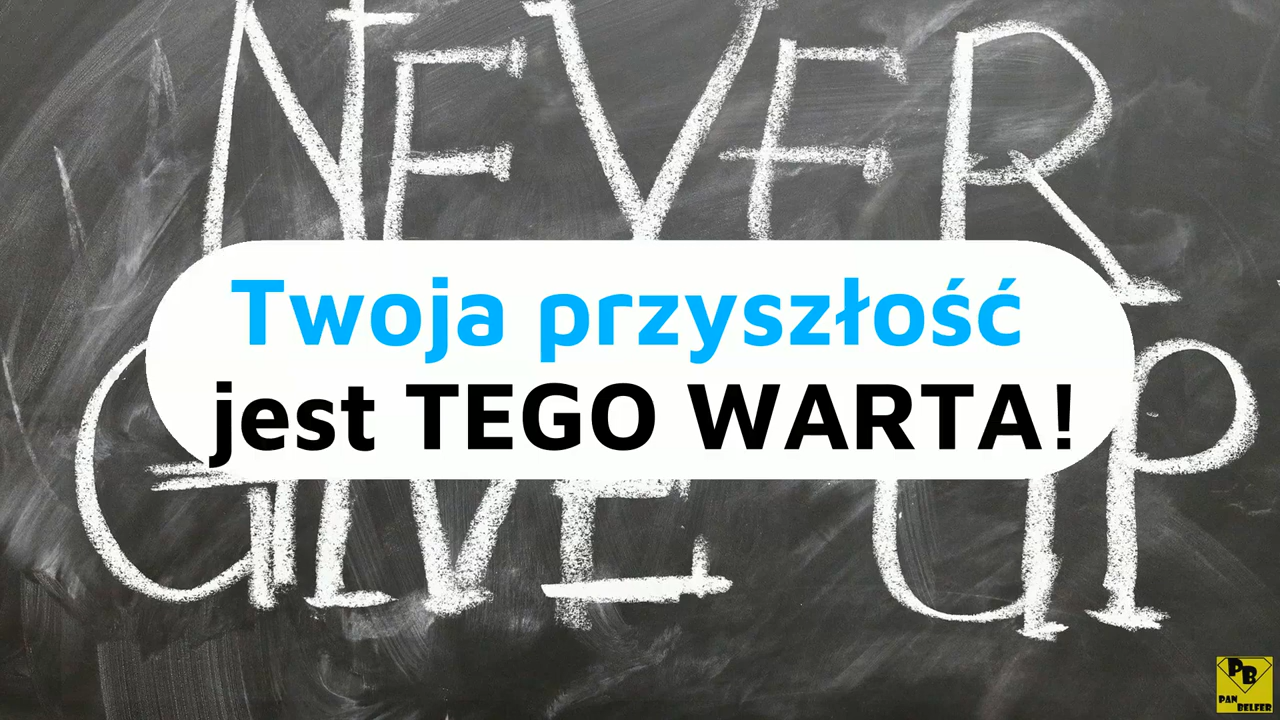 NEVER
Twoja przyszłość
jest TEGO WARTA!
GIVE UP
PB
PAN
BELFER